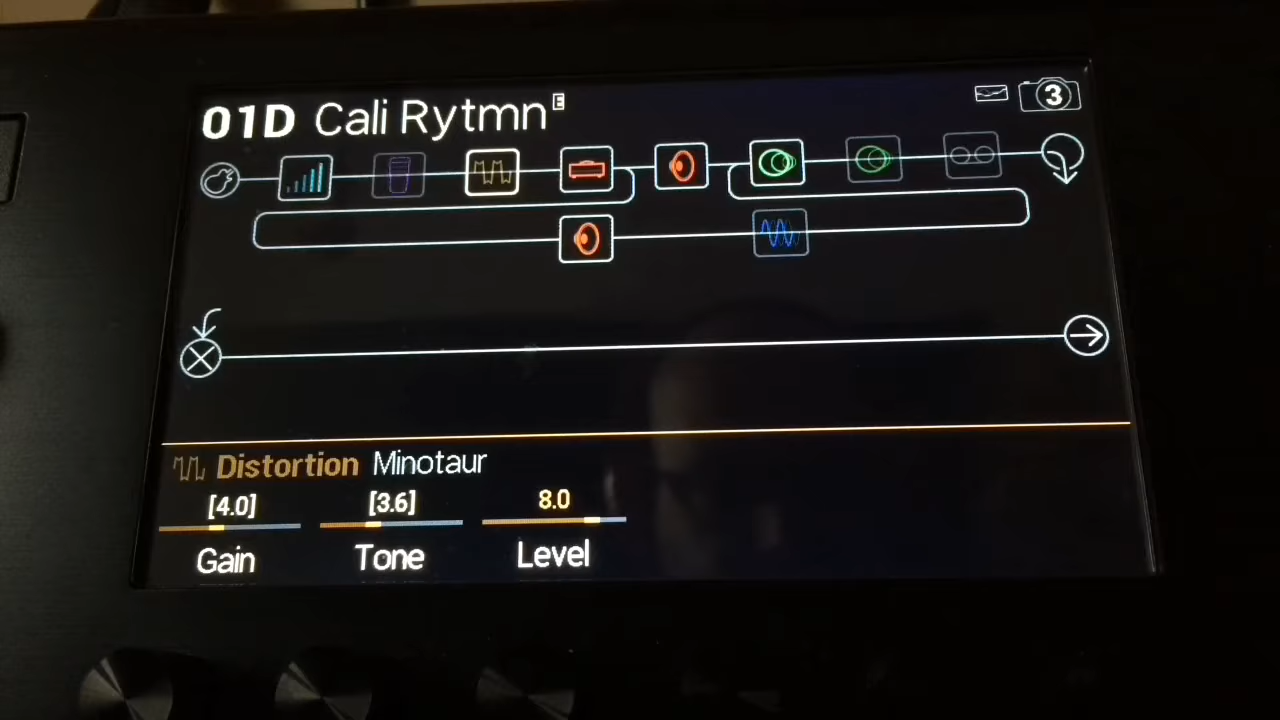 01D Cali Rytmn E
3
Distortion Minotaur
[4.0] [3.6] 8.0
Gain Tone Level